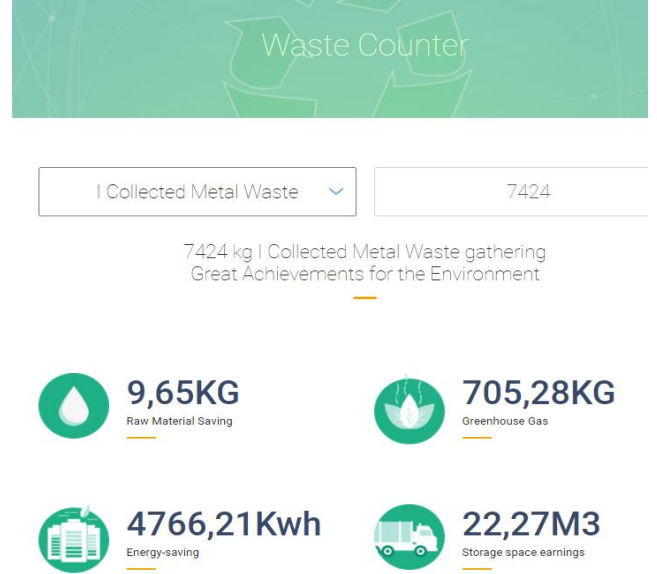 Waste Counter
I Collected Metal Waste
7424
7424 kg I Collected Metal Waste gathering
Great Achievements for the Environment
9,65KG
Raw Material Saving
705,28KG
Greenhouse Gas
4766,21Kwh
Energy-saving
22,27M3
Storage space earnings